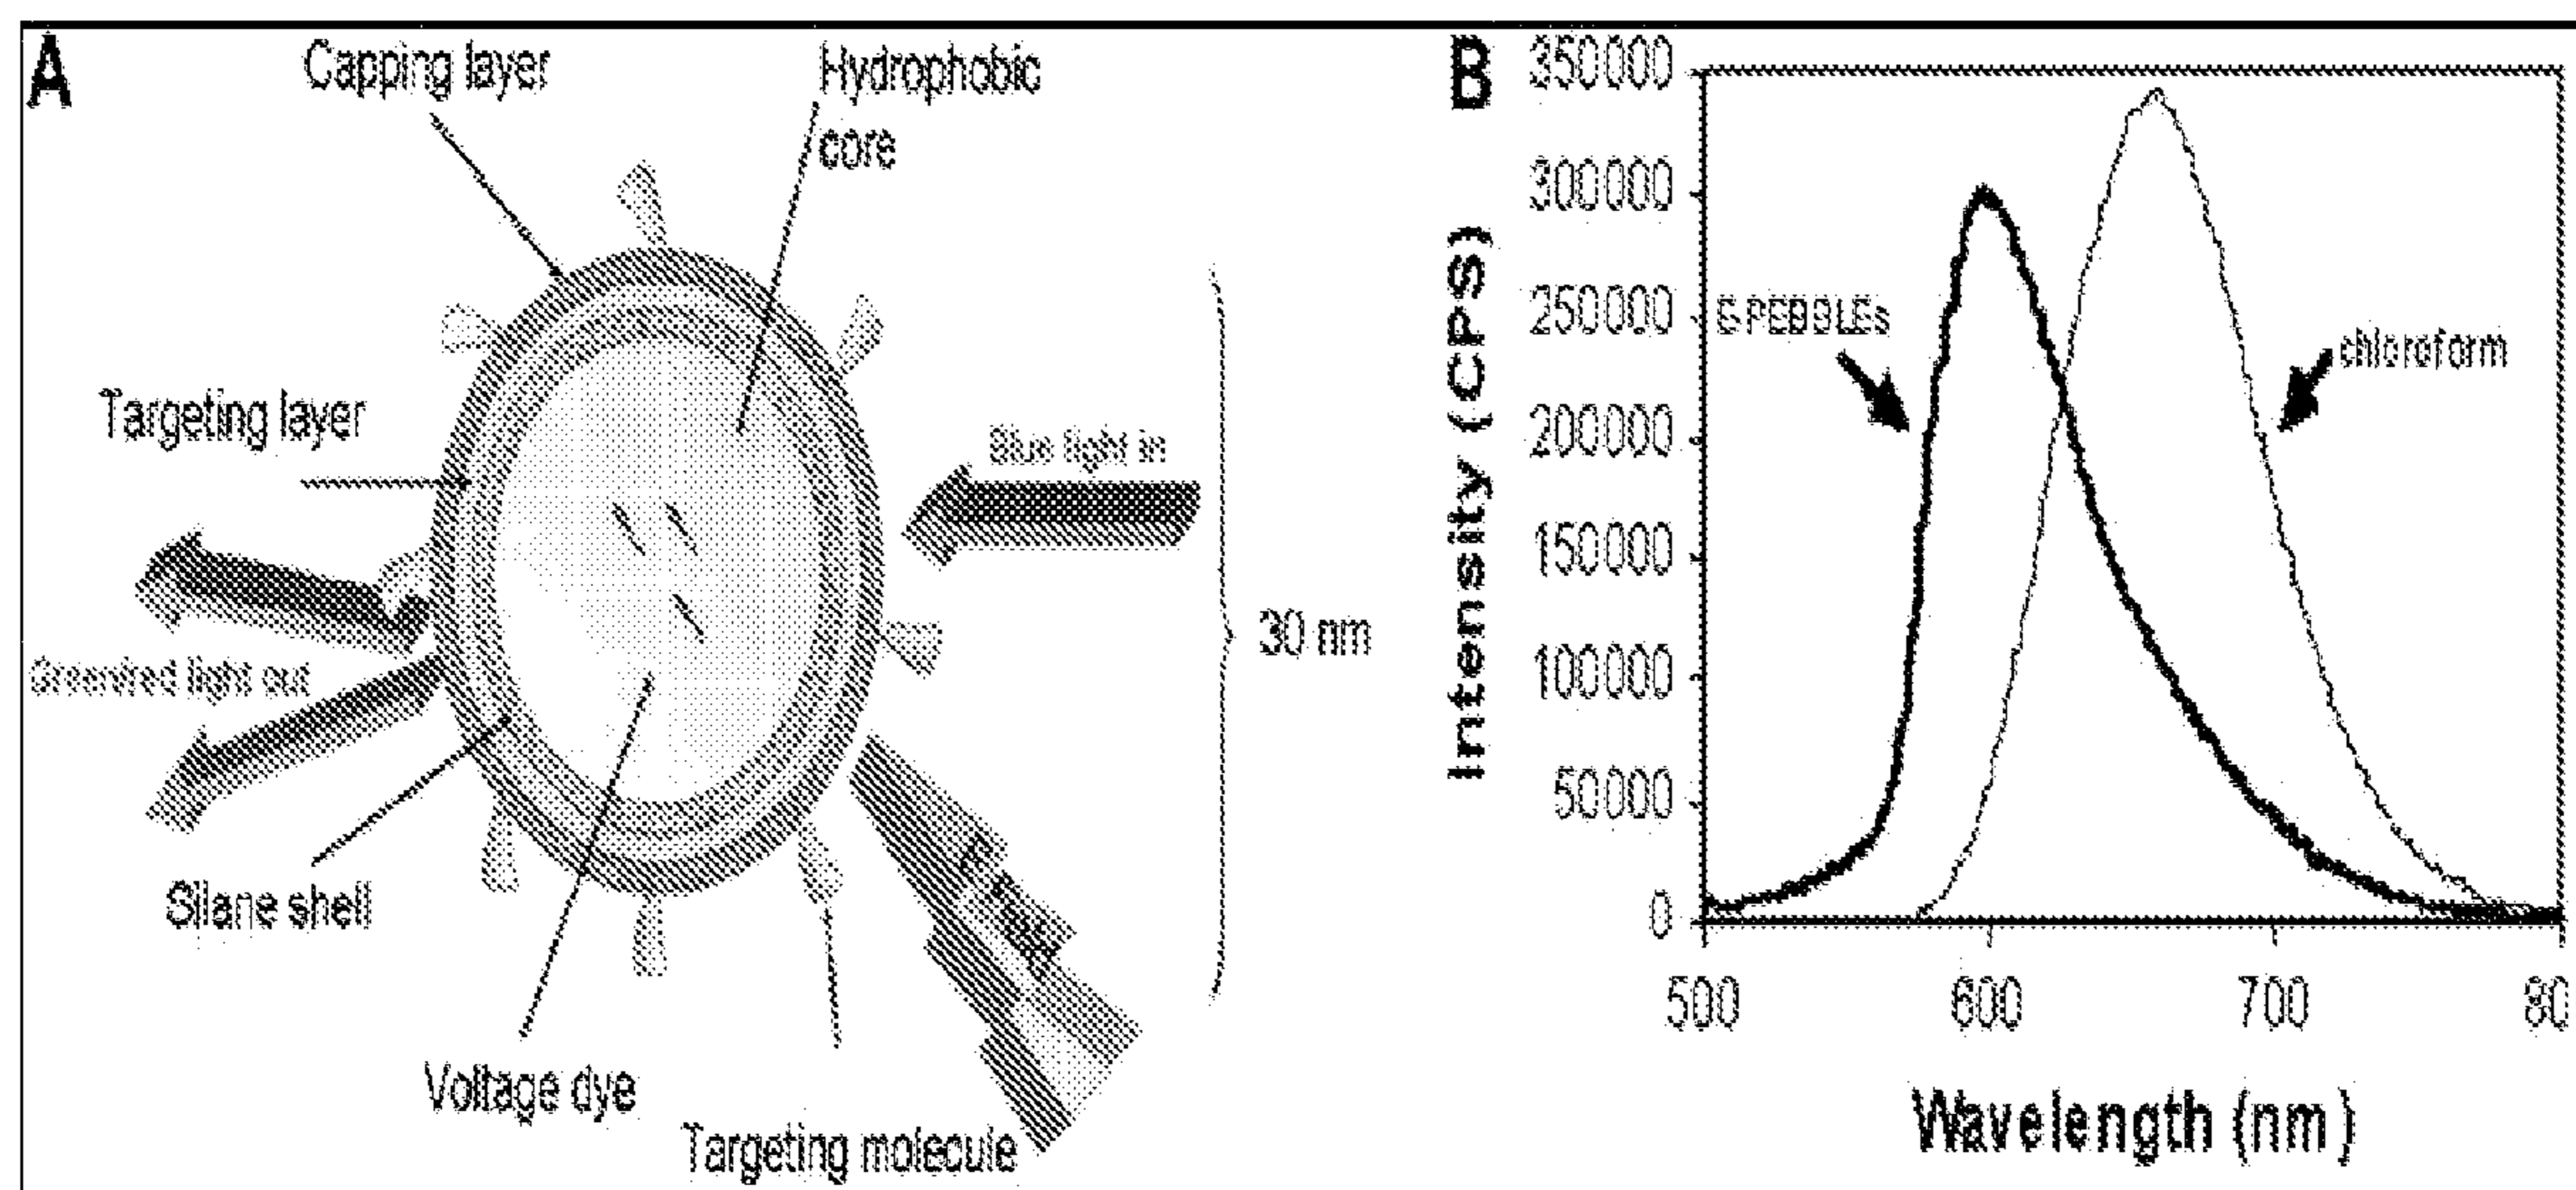 A
Capping layer
Hydrophobic
core
Targeting layer
Blue light in
30 nm
Green/red light out
Silane shell
Voltage dye
Targeting molecule
B
350000
300000
250000
200000
150000
100000
50000
0
Intensity (CPS)
PEBBLEs
chloroform
500 600 700 80
Wavelength (nm)